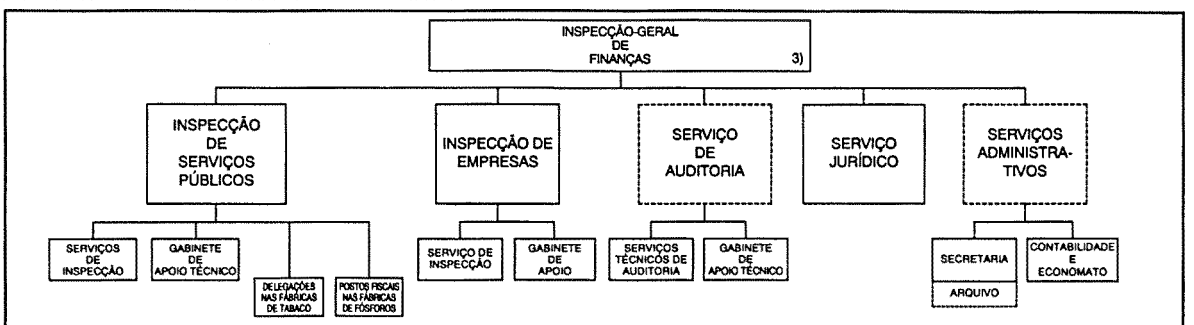 INSPECÇÃO-GERAL
DE
FINANÇAS 3)
INSPECÇÃO
DE
SERVIÇOS
PÚBLICOS
INSPECÇÃO DE
EMPRESAS
SERVIÇO
DE
AUDITORIA
SERVIÇO
JURÍDICO
SERVIÇOS
ADMINISTRA-
TIVOS
SERVIÇOS
DE
INSPECÇÃO
GABINETE
DE
APOIO TÉCNICO
DELEGAÇÕES
NAS FÁBRICAS
DE TABACO
POSTOS FISCAIS
NAS FÁBRICAS
DE FÓSFOROS
SERVIÇO DE
INSPECÇÃO
GABINETE
DE
APOIO
SERVIÇOS
TÉCNICOS DE
AUDITORIA
GABINETE
DE
APOIO TÉCNICO
SECRETARIA
ARQUIVO
CONTABILIDADE
E
ECONOMATO